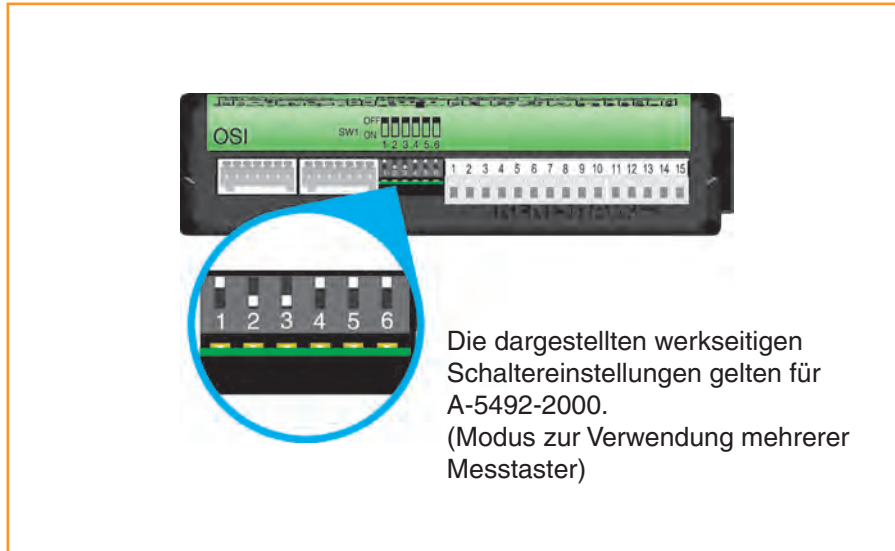 OSI
SW1
OFF
ON
1 2 3 4 5 6
1 2 3 4 5 6 7 8 9 10 11 12 13 14 15
1 2 3 4 5 6
Die dargestellten werkseitigen
Schaltereinstellungen gelten für
A-5492-2000.
(Modus zur Verwendung mehrerer
Messtaster)